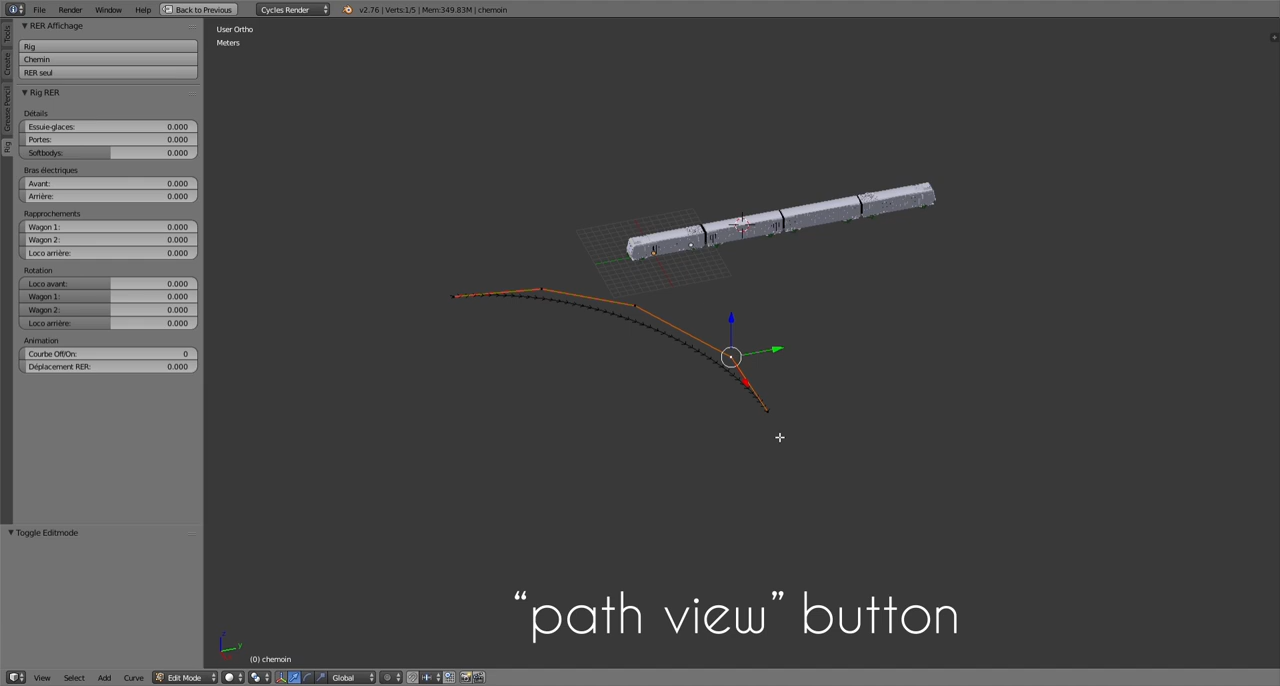 File Render Window Help Back to Previous Cycles Render v2.76 | Verts:1/5 | Mem:349.83M | chemoin
Tools
Create
Grease Pencil
Rig
RER Affichage
Rig
Chemin
RER seul
Rig RER
Détails
Essuie-glaces: 0.000
Portes: 0.000
Softbodys: 0.000
Bras électriques
Avant: 0.000
Arrière: 0.000
Rapprochements
Wagon 1: 0.000
Wagon 2: 0.000
Loco arrière: 0.000
Rotation
Loco avant: 0.000
Wagon 1: 0.000
Wagon 2: 0.000
Loco arrière: 0.000
Animation
Courbe Off/On: 0
Déplacement RER: 0.000
Toggle Editmode
User Ortho
Meters
“path view” button
z
y
(0) chemoin
View Select Add Curve Edit Mode Global